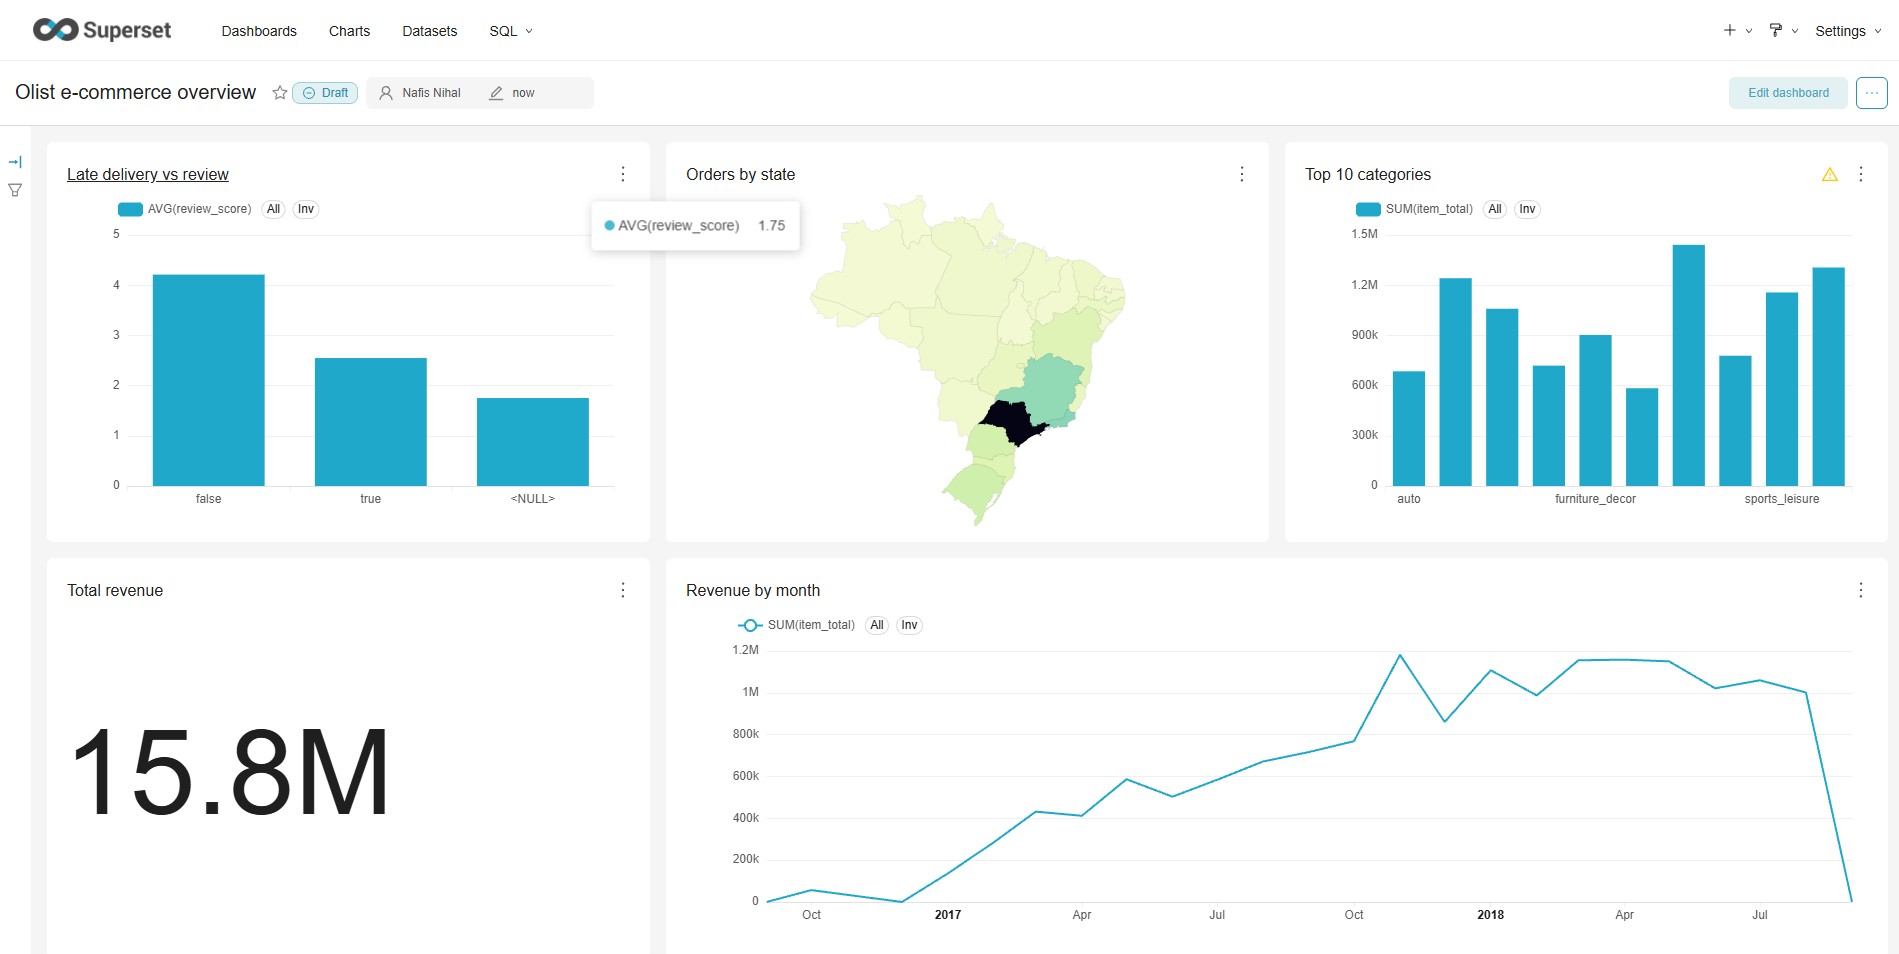 Superset
Dashboards Charts Datasets SQL
Settings
Olist e-commerce overview Draft Nafis Nihal now
Edit dashboard ...
Late delivery vs review
AVG(review_score) All Inv
5
4
3
2
1
0
false true <NULL>
Orders by state
AVG(review_score) 1.75
Top 10 categories
SUM(item_total) All Inv
1.5M
1.2M
900k
600k
300k
0
auto furniture_decor sports_leisure
Total revenue
15.8M
Revenue by month
SUM(item_total) All Inv
1.2M
1M
800k
600k
400k
200k
0
Oct 2017 Apr Jul Oct 2018 Apr Jul